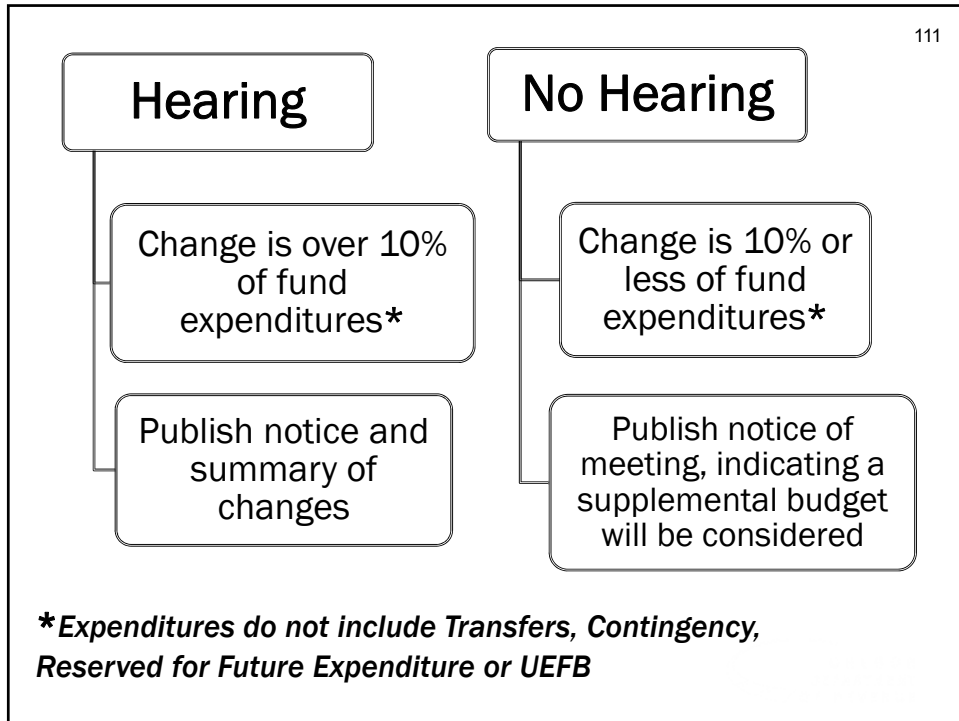 111
Hearing
Change is over 10%
of fund
expenditures*
Publish notice and
summary of
changes
No Hearing
Change is 10% or
less of fund
expenditures*
Publish notice of
meeting, indicating a
supplemental budget
will be considered
*Expenditures do not include Transfers, Contingency,
Reserved for Future Expenditure or UEFB